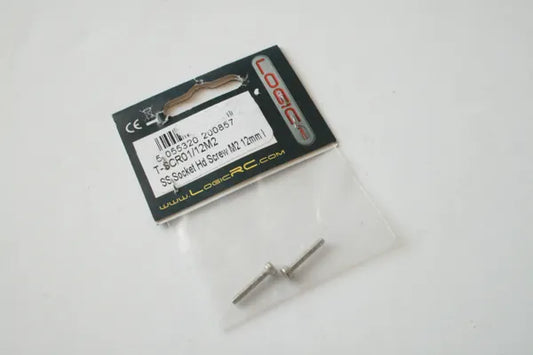 LOGIC
CE
5 055320 200857
T-SCR01/12M2
SS Socket Hd Screw M2 12mm
www.LogicRC.com